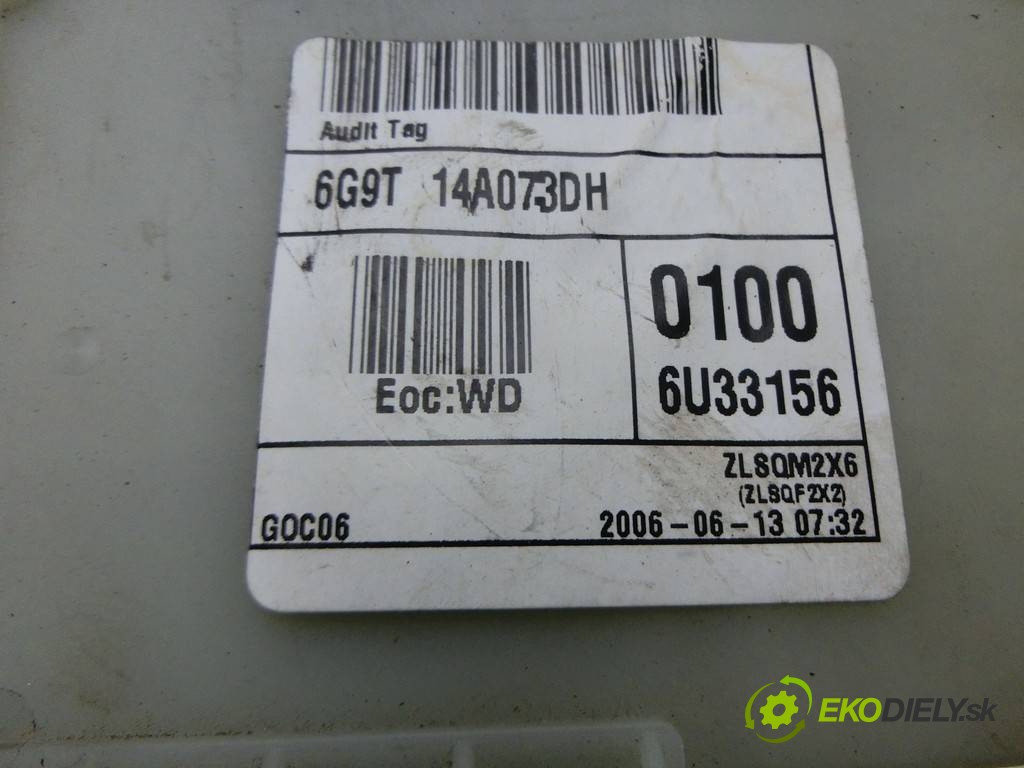 Audit Tag
6G9T 14A073DH
0100
Eoc:WD
6U33156
ZLSQM2X6
(ZLSQF2X2)
GOC06
2006-06-13 07:32
EKODIELY.sk